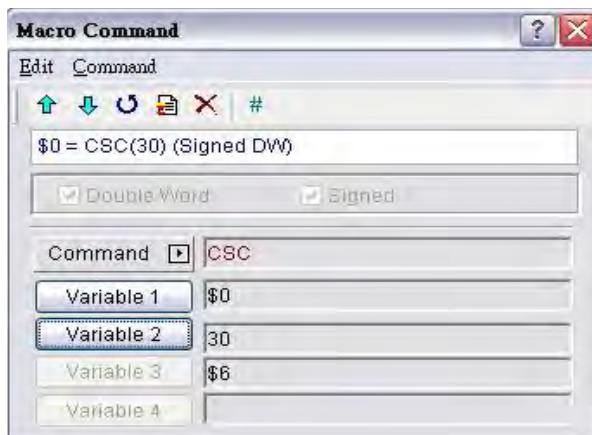 Macro Command
Edit Command
#
$0 = CSC(30) (Signed DW)
Double Word Signed
Command CSC
Variable 1 $0
Variable 2 30
Variable 3 $6
Variable 4